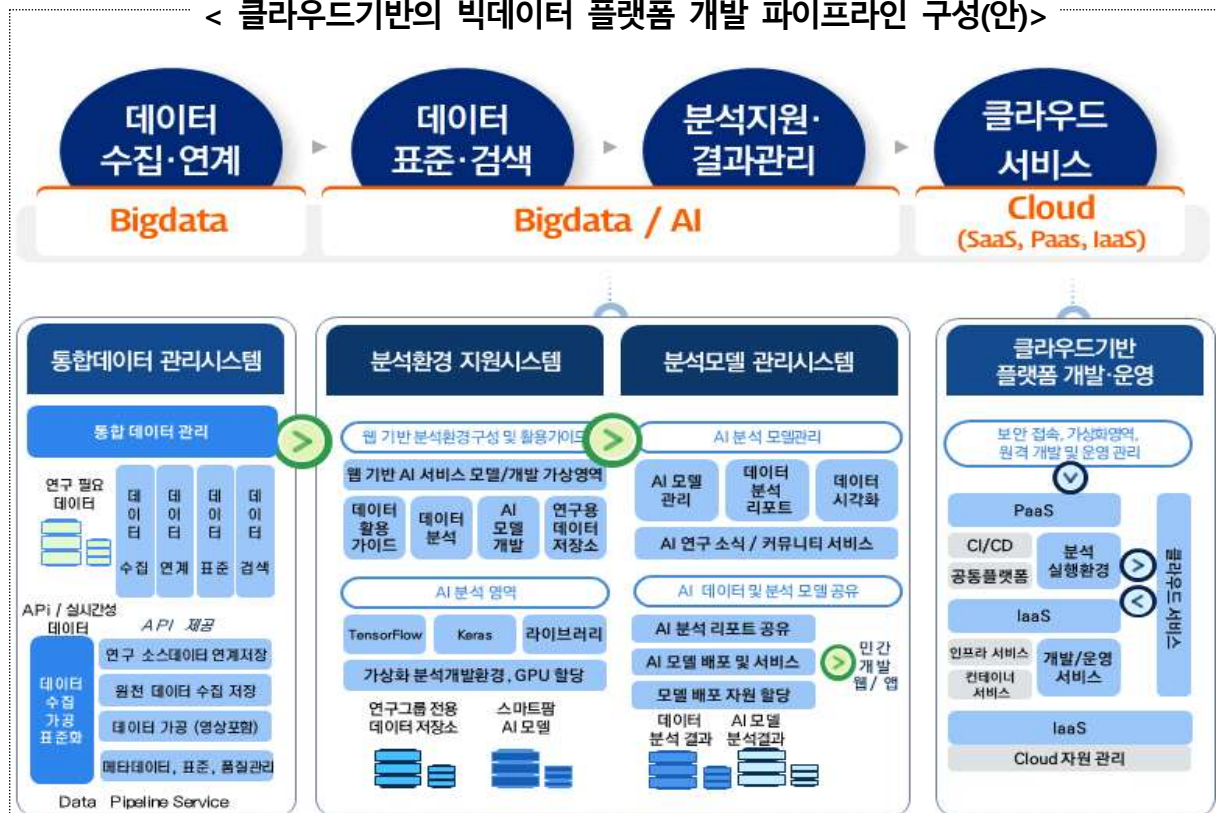 < 클라우드기반의 빅데이터 플랫폼 개발 파이프라인 구성(안)>
데이터
수집·연계
데이터
표준·검색
분석지원·
결과관리
클라우드
서비스
Bigdata
Bigdata / AI
Cloud
(SaaS, Paas, IaaS)
통합데이터 관리시스템
통합 데이터 관리
연구 필요
데이터
데이터 수집
데이터 연계
데이터 표준
데이터 검색
APi / 실시간성
데이터
API 제공
데이터
수집
가공
표준화
연구 소스데이터 연계저장
원전 데이터 수집 저장
데이터 가공 (영상포함)
메타데이터, 표준, 품질관리
Data Pipeline Service
분석환경 지원시스템
웹 기반 분석환경구성 및 활용가이드
웹 기반 AI 서비스 모델/개발 가상영역
데이터
활용
가이드
데이터
분석
AI
모델
개발
연구용
데이터
저장소
AI 분석 영역
TensorFlow
Keras
라이브러리
가상화 분석개발환경, GPU 할당
연구그룹 전용
데이터 저장소
스마트팜
AI 모델
분석모델 관리시스템
AI 분석 모델관리
AI 모델
관리
데이터
분석
리포트
데이터
시각화
AI 연구 소식 / 커뮤니티 서비스
AI 데이터 및 분석 모델 공유
AI 분석 리포트 공유
AI 모델 배포 및 서비스
모델 배포 자원 할당
민간
개발
웹/ 앱
데이터
분석 결과
AI 모델
분석결과
클라우드기반
플랫폼 개발·운영
보안 접속, 가상화영역,
원격 개발 및 운영 관리
PaaS
CI/CD
공동플랫폼
분석
실행환경
IaaS
인프라 서비스
컨테이너
서비스
개발/운영
서비스
클라우드 서비스
IaaS
Cloud 자원 관리